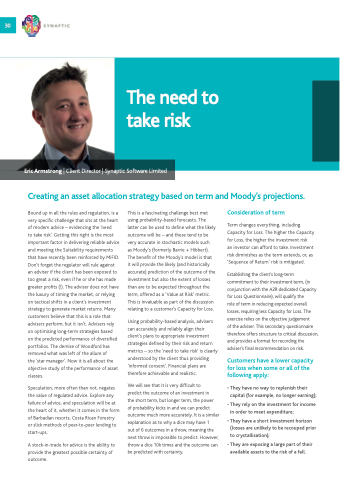 30
SYNAPTIC
The need to
take risk
Eric Armstrong | Client Director | Synaptic Software Limited
Creating an asset allocation strategy based on term and Moody's projections.
Bound up in all the rules and regulation, is a
very specific challenge that sits at the heart
of modern advice – evidencing the 'need
to take risk'. Getting this right is the most
important factor in delivering reliable advice
and meeting the Suitability requirements
that have recently been reinforced by MiFID.
Don't forget the regulator will rule against
an adviser if the client has been exposed to
too great a risk, even if he or she has made
greater profits (!). The adviser does not have
the luxury of timing the market, or relying
on tactical shifts in a client's investment
strategy to generate market returns. Many
customers believe that this is a role that
advisers perform, but it isn't. Advisers rely
on optimising long-term strategies based
on the predicted performance of diversified
portfolios. The demise of Woodford has
removed what was left of the allure of
the 'star manager'. Now it is all about the
objective study of the performance of asset
classes.
Speculation, more often than not, negates
the value of regulated advice. Explore any
failure of advice, and speculation will be at
the heart of it, whether it comes in the form
of Barbadian resorts, Costa Rican Forestry
or slick methods of peer-to-peer lending to
start-ups.
A stock-in-trade for advice is the ability to
provide the greatest possible certainty of
outcome.
This is a fascinating challenge best met
using probability-based forecasts. The
latter can be used to define what the likely
outcome will be – and these tend to be
very accurate in stochastic models such
as Moody's (formerly Barrie + Hibbert).
The benefit of the Moody's model is that
it will provide the likely (and historically
accurate) prediction of the outcome of the
investment but also the extent of losses
than are to be expected throughout the
term, offered as a 'Value at Risk' metric.
This is invaluable as part of the discussion
relating to a customer's Capacity for Loss.
Using probability-based analysis, advisers
can accurately and reliably align their
client's plans to appropriate investment
strategies defined by their risk and return
metrics – so the 'need to take risk' is clearly
understood by the client thus providing
'informed consent'. Financial plans are
therefore achievable and realistic.
We will see that it is very difficult to
predict the outcome of an investment in
the short term, but longer term, the power
of probability kicks in and we can predict
outcome much more accurately. It is a similar
explanation as to why a dice may have 1
out of 6 outcomes in a throw, meaning the
next throw is impossible to predict. However,
throw a dice 10k times and the outcome can
be predicted with certainty.
Consideration of term
Term changes everything, including
Capacity for Loss. The higher the Capacity
for Loss, the higher the investment risk
an investor can afford to take. Investment
risk diminishes as the term extends, or, as
'Sequence of Return' risk is mitigated.
Establishing the client's long-term
commitment to their investment term, (in
conjunction with the A2R dedicated Capacity
for Loss Questionnaire), will qualify the
role of term in reducing expected overall
losses, requiring less Capacity for Loss. The
exercise relies on the objective judgement
of the adviser. This secondary questionnaire
therefore offers structure to critical discussion,
and provides a format for recording the
adviser's final recommendation on risk.
Customers have a lower capacity
for loss when some or all of the
following apply:
- They have no way to replenish their
capital (for example, no longer earning);
- They rely on the investment for income
in order to meet expenditure;
- They have a short investment horizon
(losses are unlikely to be recouped prior
to crystallisation);
- They are exposing a large part of their
available assets to the risk of a fall.